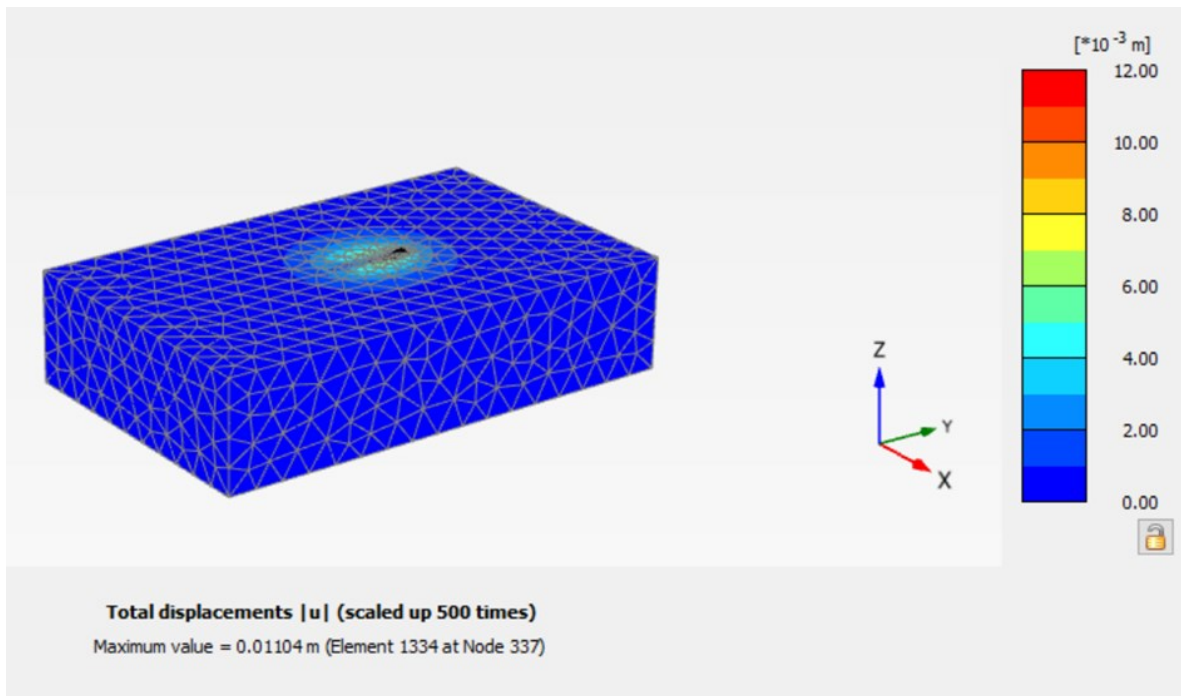 [*10 -3 m]
12.00
10.00
8.00
6.00
4.00
2.00
0.00
Z
Y
X
Total displacements |u| (scaled up 500 times)
Maximum value = 0.01104 m (Element 1334 at Node 337)